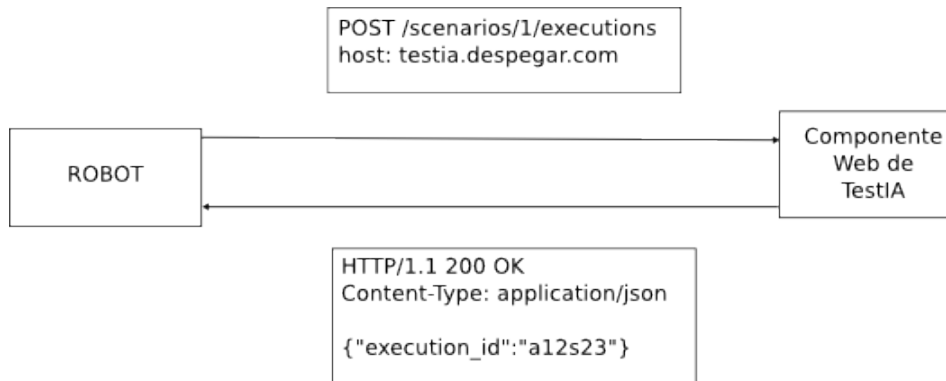 POST /scenarios/1/executions
host: testia.despegar.com
ROBOT
Componente
Web de
TestIA
HTTP/1.1 200 OK
Content-Type: application/json
{"execution_id":"a12s23"}